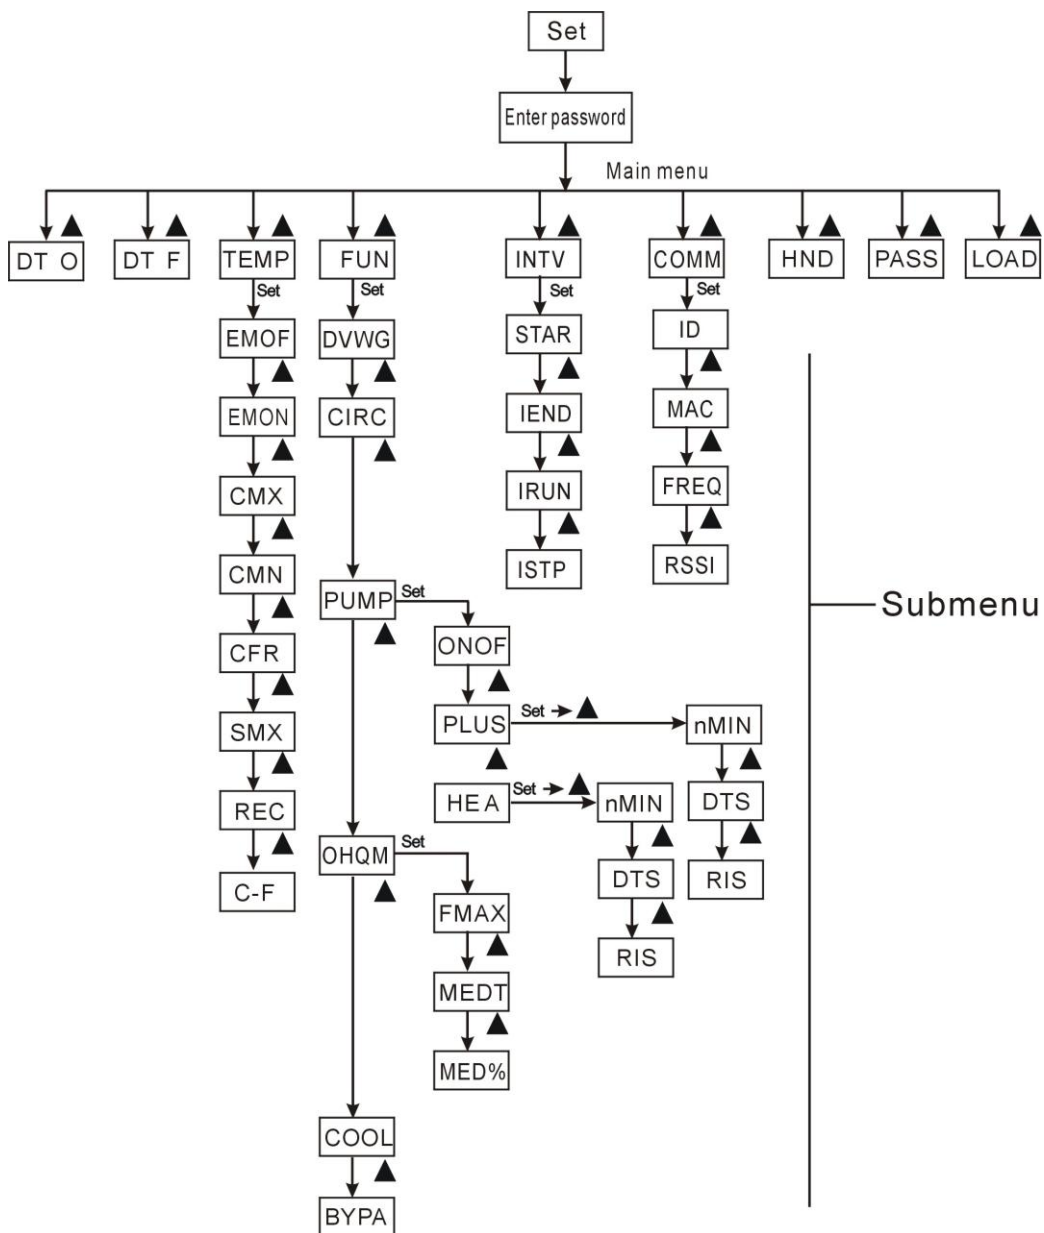 Set
Enter password
Main menu
DT O
DT F
TEMP
FUN
INTV
COMM
HND
PASS
LOAD
Set
Set
Set
Set
EMOF
DVWG
STAR
ID
EMON
CIRC
IEND
MAC
CMX
IRUN
FREQ
CMN
ISTP
RSSI
PUMP
Set
Submenu
CFR
ONOF
SMX
PLUS
Set
nMIN
REC
HEA
Set
nMIN
DTS
OHQM
Set
C-F
DTS
RIS
FMAX
RIS
MEDT
MED%
COOL
BYPA